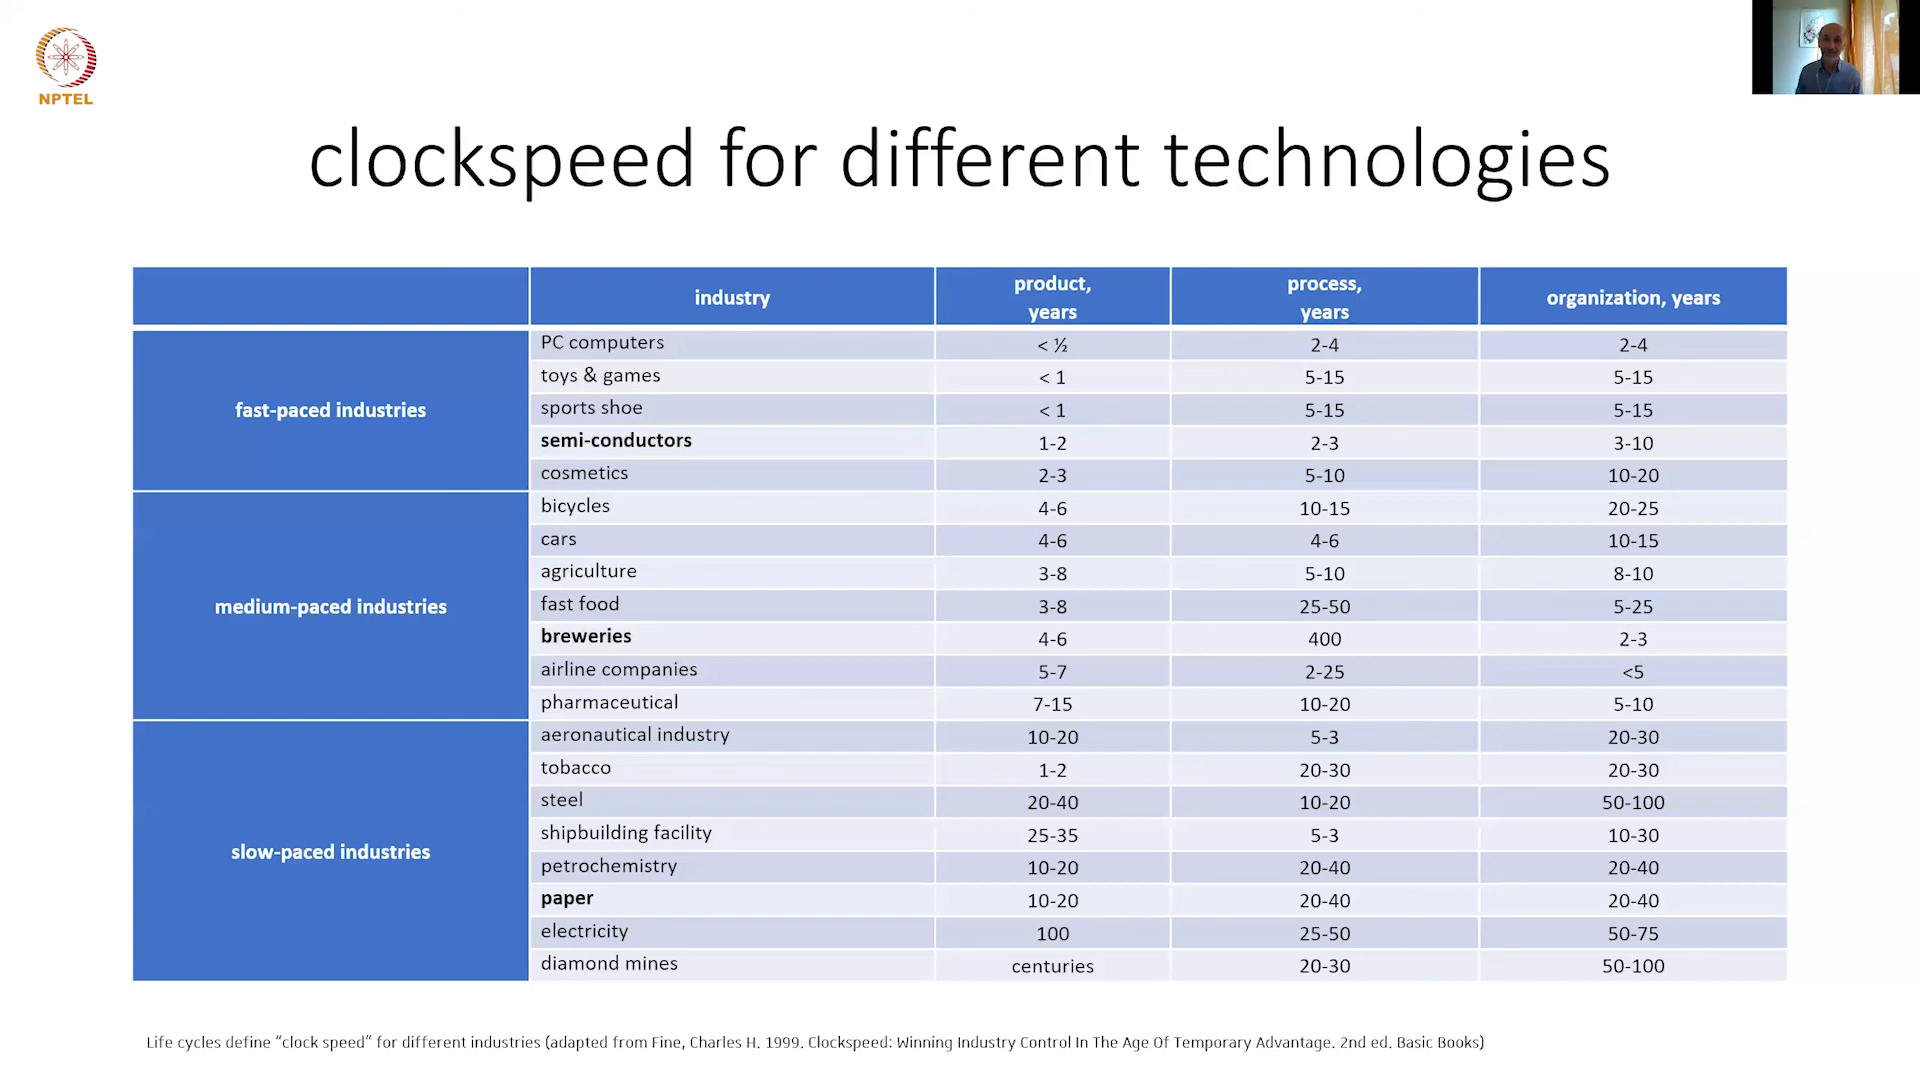 NPTEL
clockspeed for different technologies
industry product, years process, years organization, years
fast-paced industries
PC computers < ½ 2-4 2-4
toys & games < 1 5-15 5-15
sports shoe < 1 5-15 5-15
semi-conductors 1-2 2-3 3-10
cosmetics 2-3 5-10 10-20
medium-paced industries
bicycles 4-6 10-15 20-25
cars 4-6 4-6 10-15
agriculture 3-8 5-10 8-10
fast food 3-8 25-50 5-25
breweries 4-6 400 2-3
airline companies 5-7 2-25 <5
pharmaceutical 7-15 10-20 5-10
slow-paced industries
aeronautical industry 10-20 5-3 20-30
tobacco 1-2 20-30 20-30
steel 20-40 10-20 50-100
shipbuilding facility 25-35 5-3 10-30
petrochemistry 10-20 20-40 20-40
paper 10-20 20-40 20-40
electricity 100 25-50 50-75
diamond mines centuries 20-30 50-100
Life cycles define “clock speed” for different industries (adapted from Fine, Charles H. 1999. Clockspeed: Winning Industry Control In The Age Of Temporary Advantage. 2nd ed. Basic Books)